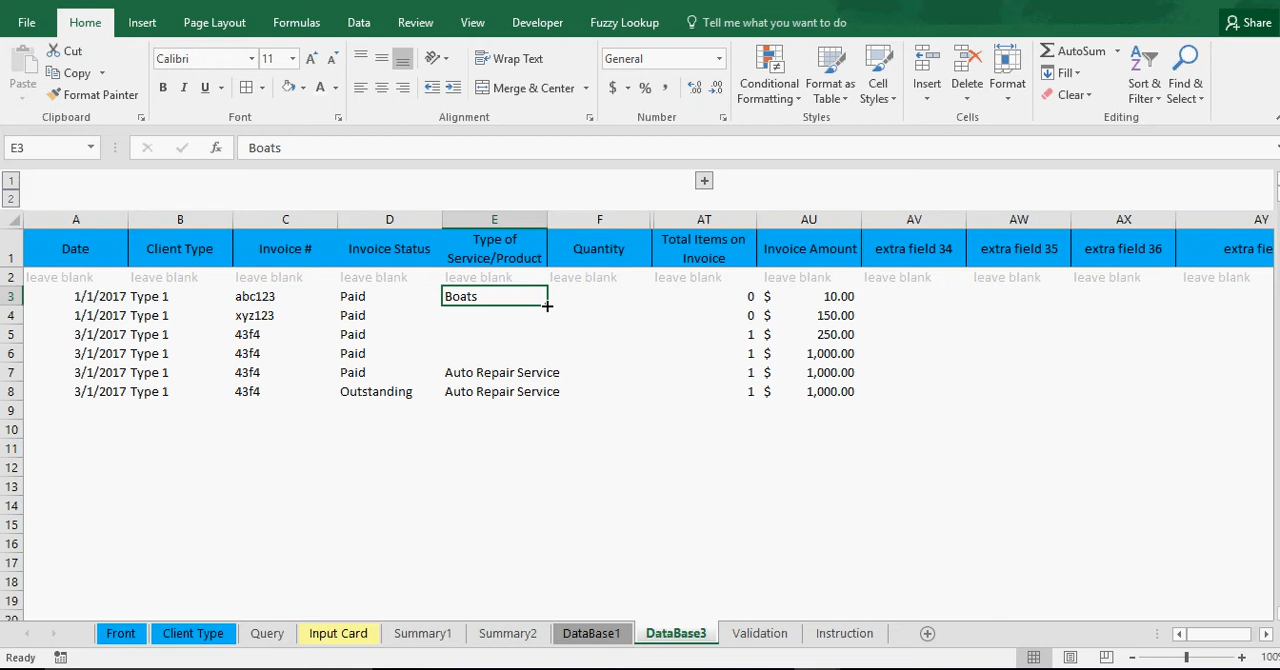 File Home Insert Page Layout Formulas Data Review View Developer Fuzzy Lookup Tell me what you want to do Share
Paste Cut Copy Format Painter Clipboard
Calibri 11 A A B I U A Font
Wrap Text Merge & Center Alignment
General $ % , Number
Conditional Formatting Format as Table Cell Styles Styles
Insert Delete Format Cells
AutoSum Fill Clear Sort & Filter Find & Select Editing
E3 fx Boats
1
2
A B C D E F AT AU AV AW AX AY
1 Date Client Type Invoice # Invoice Status Type of Service/Product Quantity Total Items on Invoice Invoice Amount extra field 34 extra field 35 extra field 36 extra fie
2 leave blank leave blank leave blank leave blank leave blank leave blank leave blank leave blank leave blank leave blank leave blank leave blank
3 1/1/2017 Type 1 abc123 Paid Boats 0 $ 10.00
4 1/1/2017 Type 1 xyz123 Paid 0 $ 150.00
5 3/1/2017 Type 1 43f4 Paid 1 $ 250.00
6 3/1/2017 Type 1 43f4 Paid 1 $ 1,000.00
7 3/1/2017 Type 1 43f4 Paid Auto Repair Service 1 $ 1,000.00
8 3/1/2017 Type 1 43f4 Outstanding Auto Repair Service 1 $ 1,000.00
9
10
11
12
13
14
15
16
17
18
19
Front Client Type Query Input Card Summary1 Summary2 DataBase1 DataBase3 Validation Instruction
Ready 100